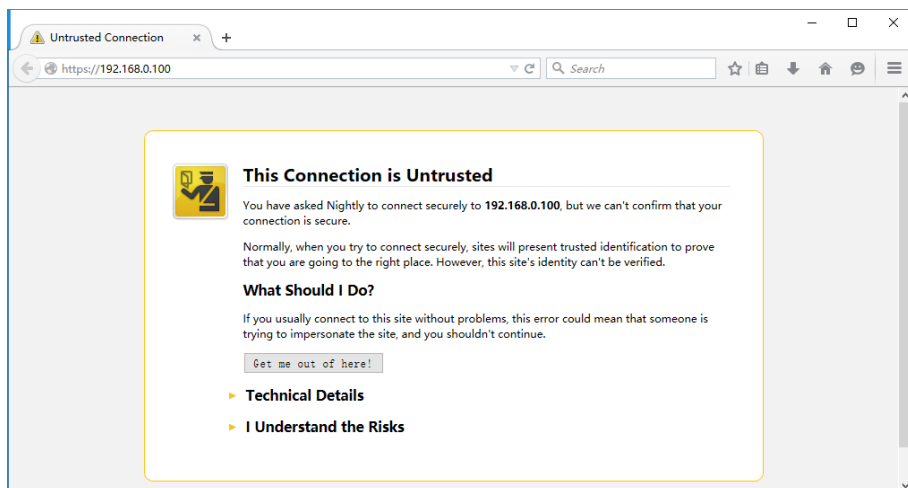 Untrusted Connection
https://192.168.0.100
Search
This Connection is Untrusted
You have asked Nightly to connect securely to 192.168.0.100, but we can't confirm that your
connection is secure.
Normally, when you try to connect securely, sites will present trusted identification to prove
that you are going to the right place. However, this site's identity can't be verified.
What Should I Do?
If you usually connect to this site without problems, this error could mean that someone is
trying to impersonate the site, and you shouldn't continue.
Get me out of here!
Technical Details
I Understand the Risks